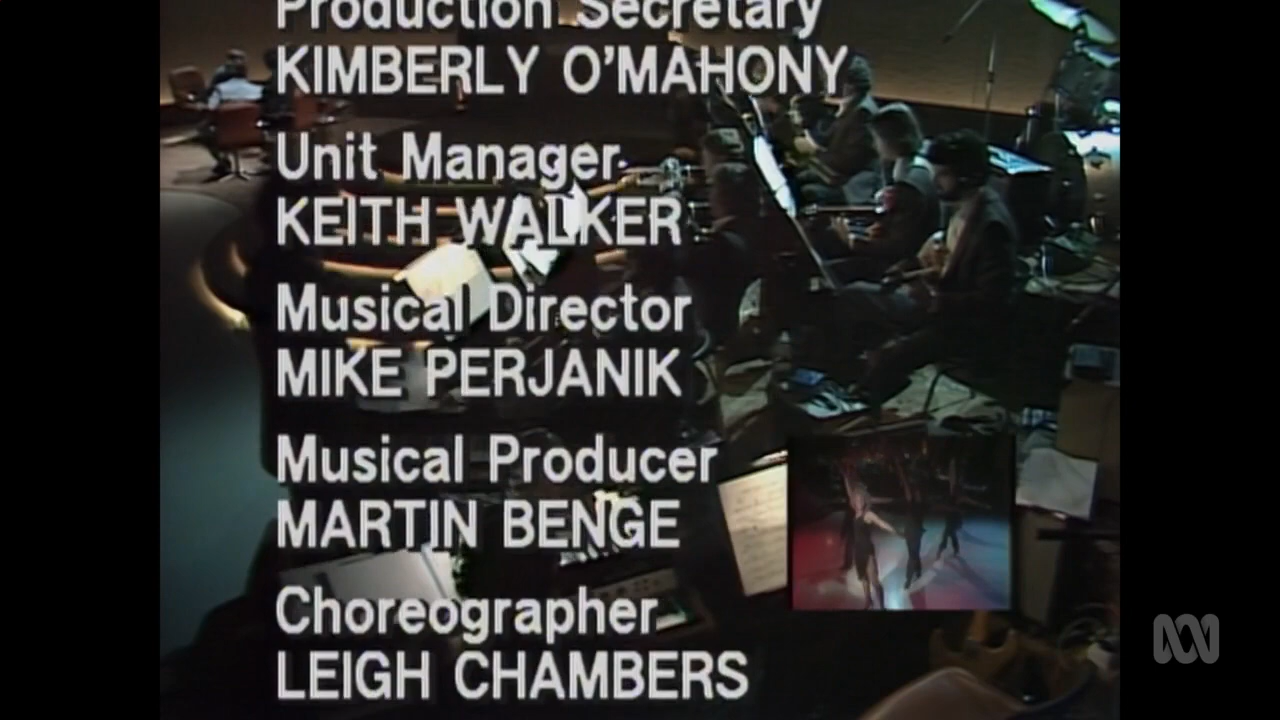 Production Secretary
KIMBERLY O'MAHONY
Unit Manager
KEITH WALKER
Musical Director
MIKE PERJANIK
Musical Producer
MARTIN BENGE
Choreographer
LEIGH CHAMBERS